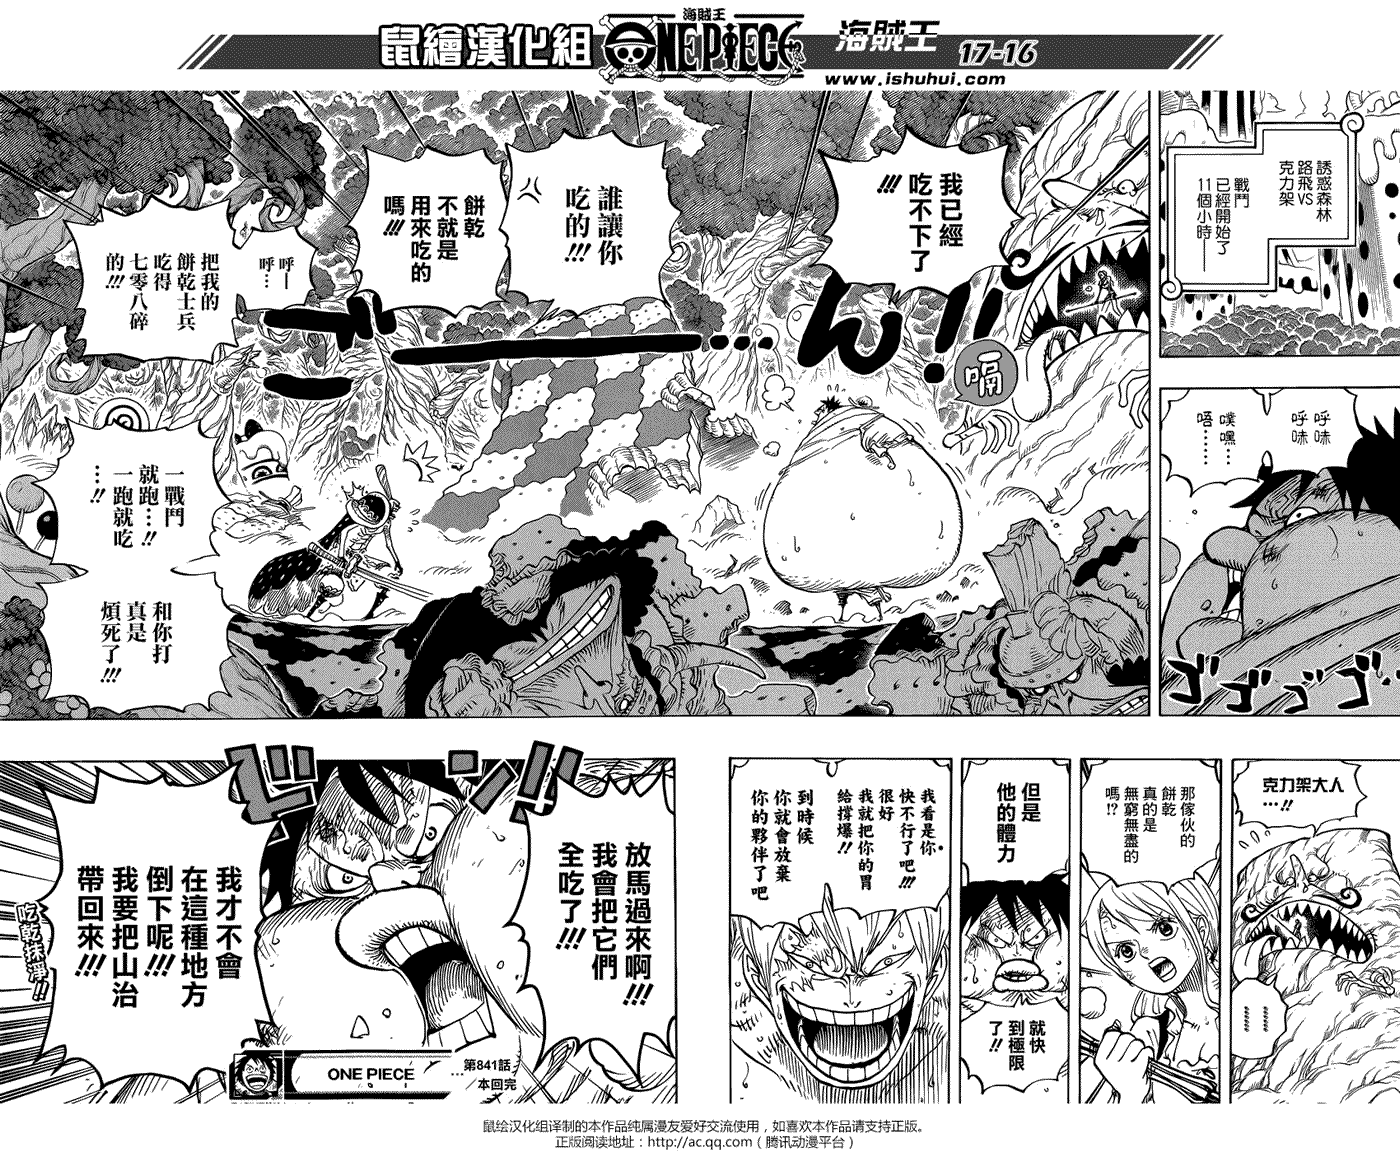 鼠繪漢化組
海賊王
ONE PIECE
海賊王
17-16
www.ishuhui.com
誘惑森林
路飛VS
克力架
戰鬥
已經開始了
11個小時——
呼哧
呼哧
噗嘿…
唔……
ゴゴゴゴ…
我已經
吃不下了
!!!
嗝
誰讓你
吃的!!!
餅乾
不就是
用來吃的
嗎!!!
ドーーーん!!
呼—
呼…
把我的
餅乾士兵
吃得
七零八碎
的!!!
一戰鬥
就跑…!!
一跑就吃
…!!
和你打
真是
煩死了!!!
克力架大人
…!!
………
那傢伙的
餅乾
真的是
無窮無盡的
嗎!?
但是
他的體力
就快
到極限
了!!
我看是你
快不行了吧!!!
很好
我就把你的胃
給撐爆!!
到時候
你就會放棄
你的夥伴了吧
放馬過來啊!!!
我會把它們
全吃了!!!
ドン!!
我才不會
在這種地方
倒下呢!!!
我要把山治
帶回來!!!
吃乾抹淨!!
ONE PIECE
…
第841話
本回完
鼠绘汉化组译制的本作品纯属漫友爱好交流使用，如喜欢本作品请支持正版。
正版阅读地址：http://ac.qq.com（腾讯动漫平台）